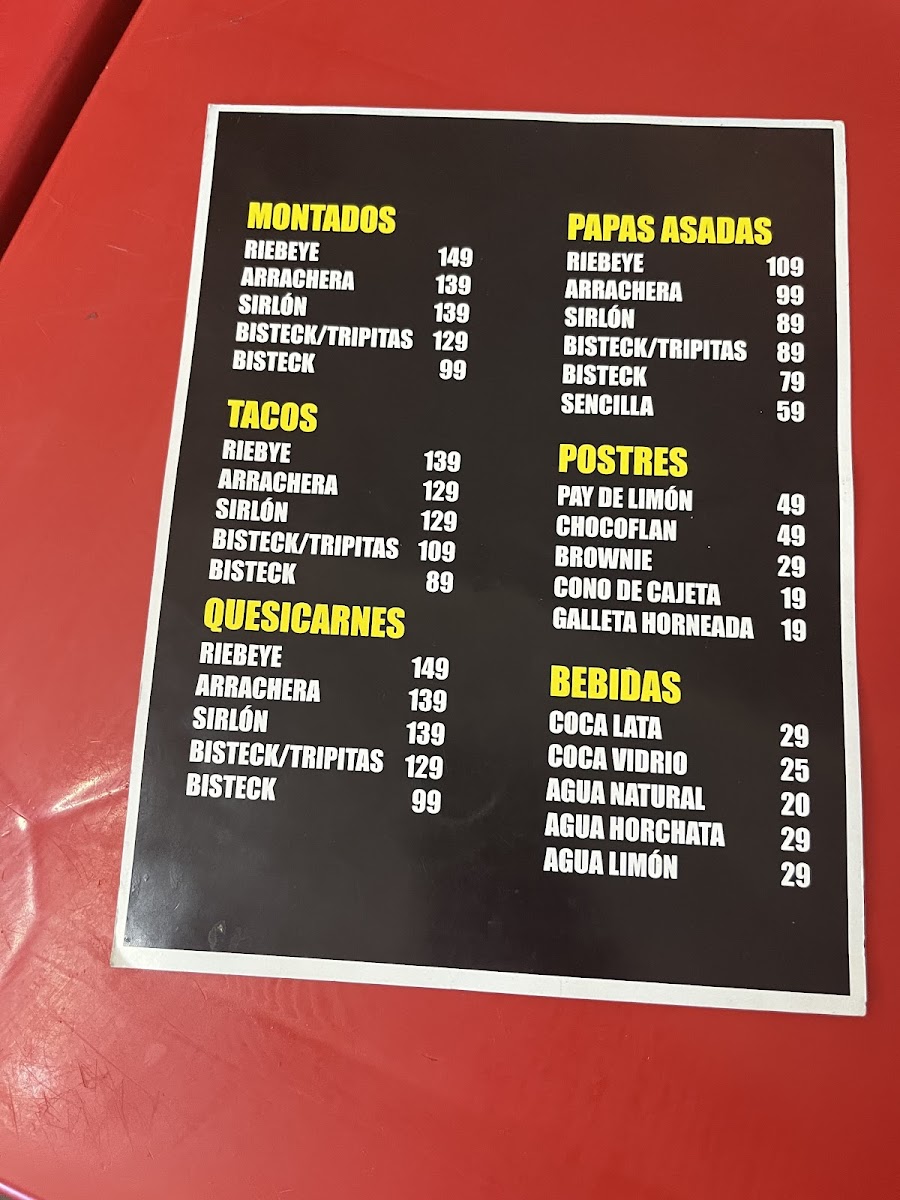 MONTADOS
RIEBEYE 149
ARRACHERA 139
SIRLÓN 139
BISTECK/TRIPITAS 129
BISTECK 99
TACOS
RIEBYE 139
ARRACHERA 129
SIRLÓN 129
BISTECK/TRIPITAS 109
BISTECK 89
QUESICARNES
RIEBEYE 149
ARRACHERA 139
SIRLÓN 139
BISTECK/TRIPITAS 129
BISTECK 99
PAPAS ASADAS
RIEBEYE 109
ARRACHERA 99
SIRLÓN 89
BISTECK/TRIPITAS 89
BISTECK 79
SENCILLA 59
POSTRES
PAY DE LIMÓN 49
CHOCOFLAN 49
BROWNIE 29
CONO DE CAJETA 19
GALLETA HORNEADA 19
BEBIDAS
COCA LATA 29
COCA VIDRIO 25
AGUA NATURAL 20
AGUA HORCHATA 29
AGUA LIMÓN 29